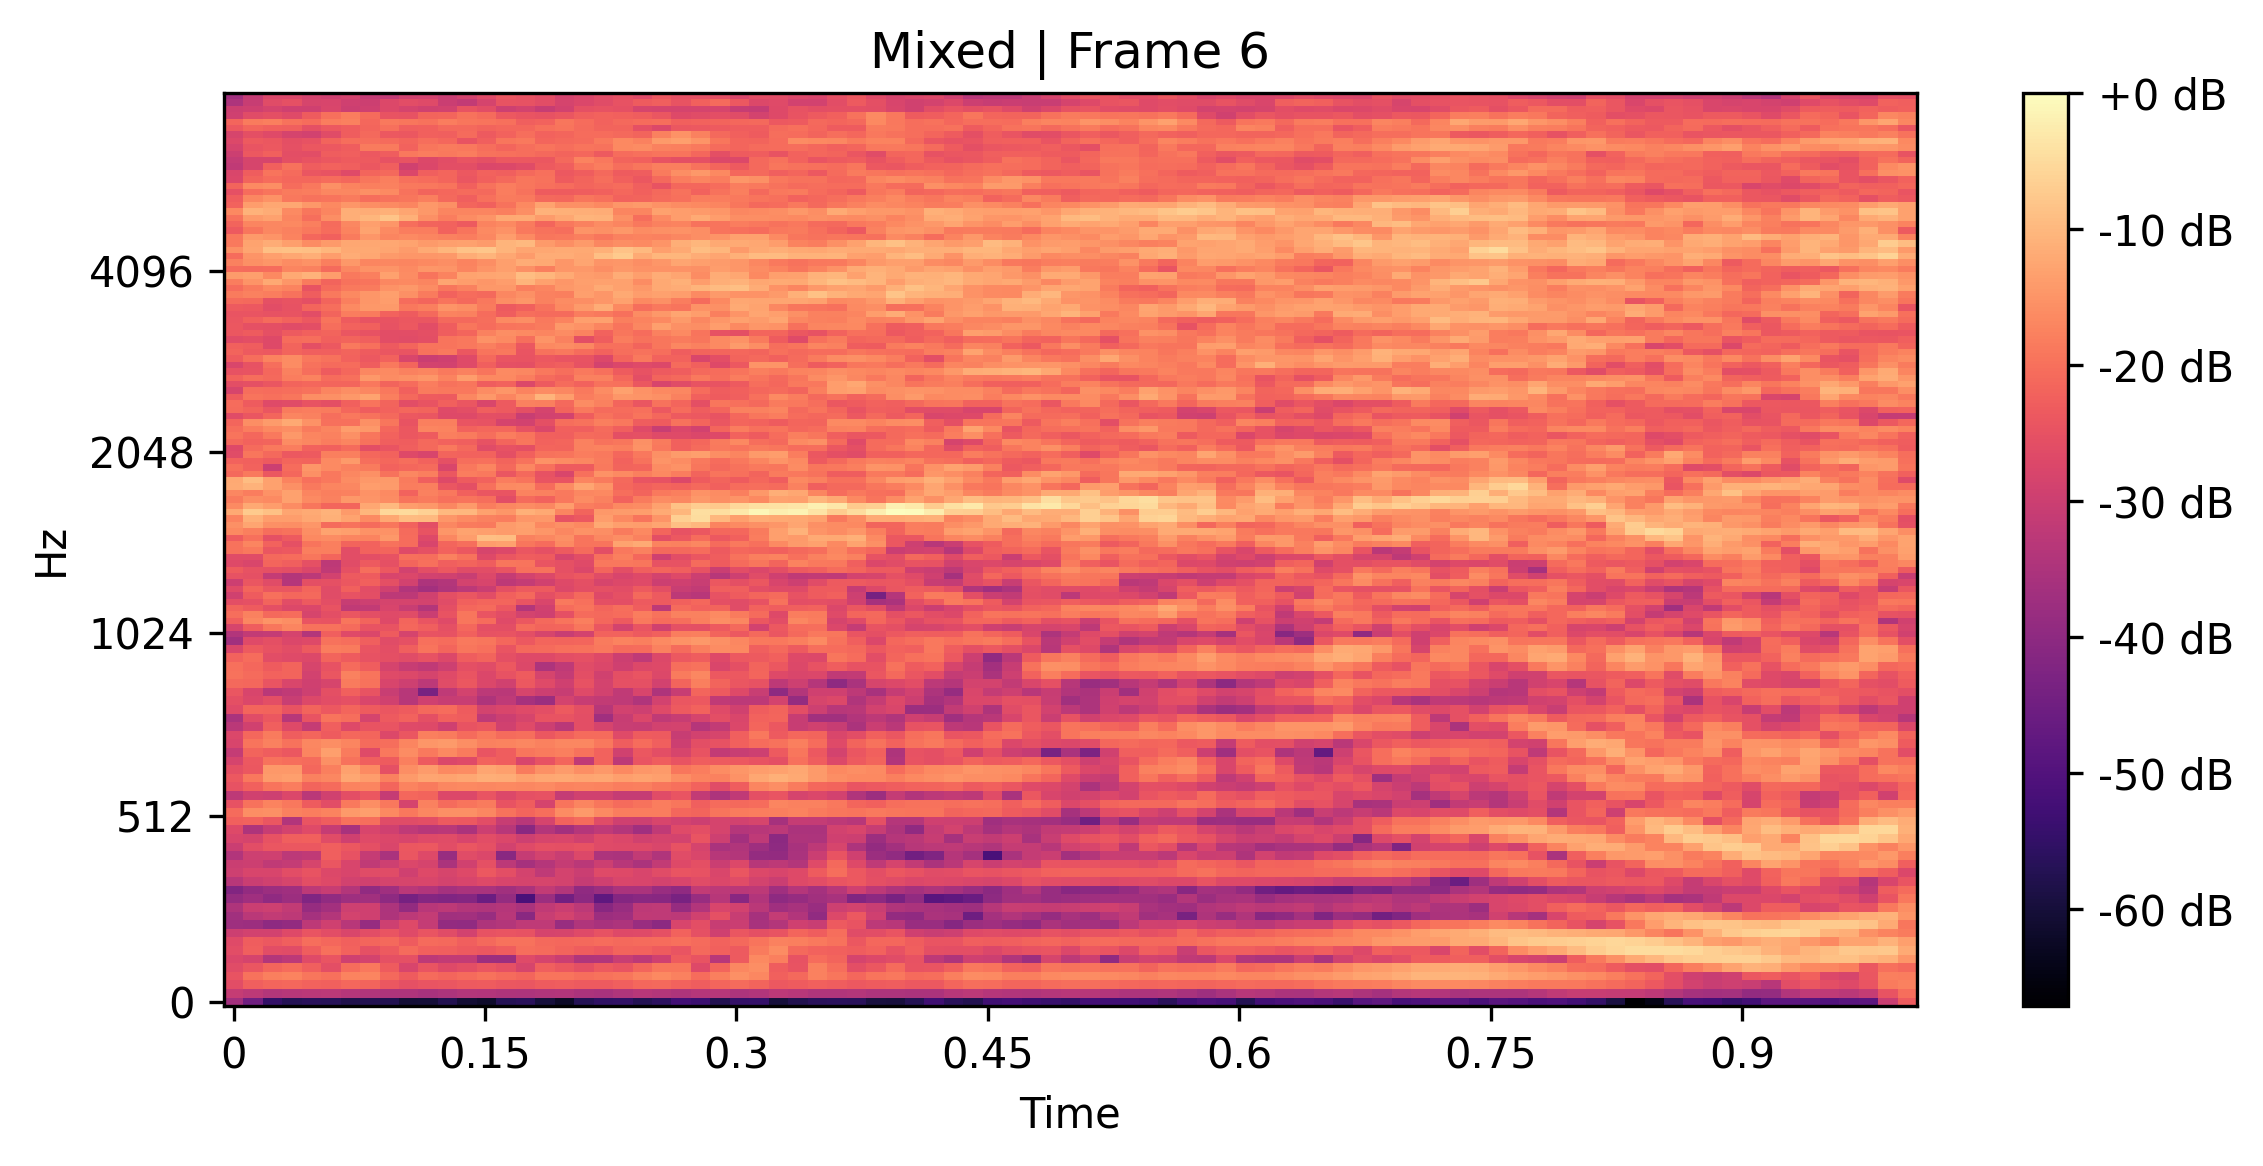 Mixed | Frame 6
+0 dB
-10 dB
-20 dB
-30 dB
-40 dB
-50 dB
-60 dB
Hz
4096
2048
1024
512
0
0 0.15 0.3 0.45 0.6 0.75 0.9
Time